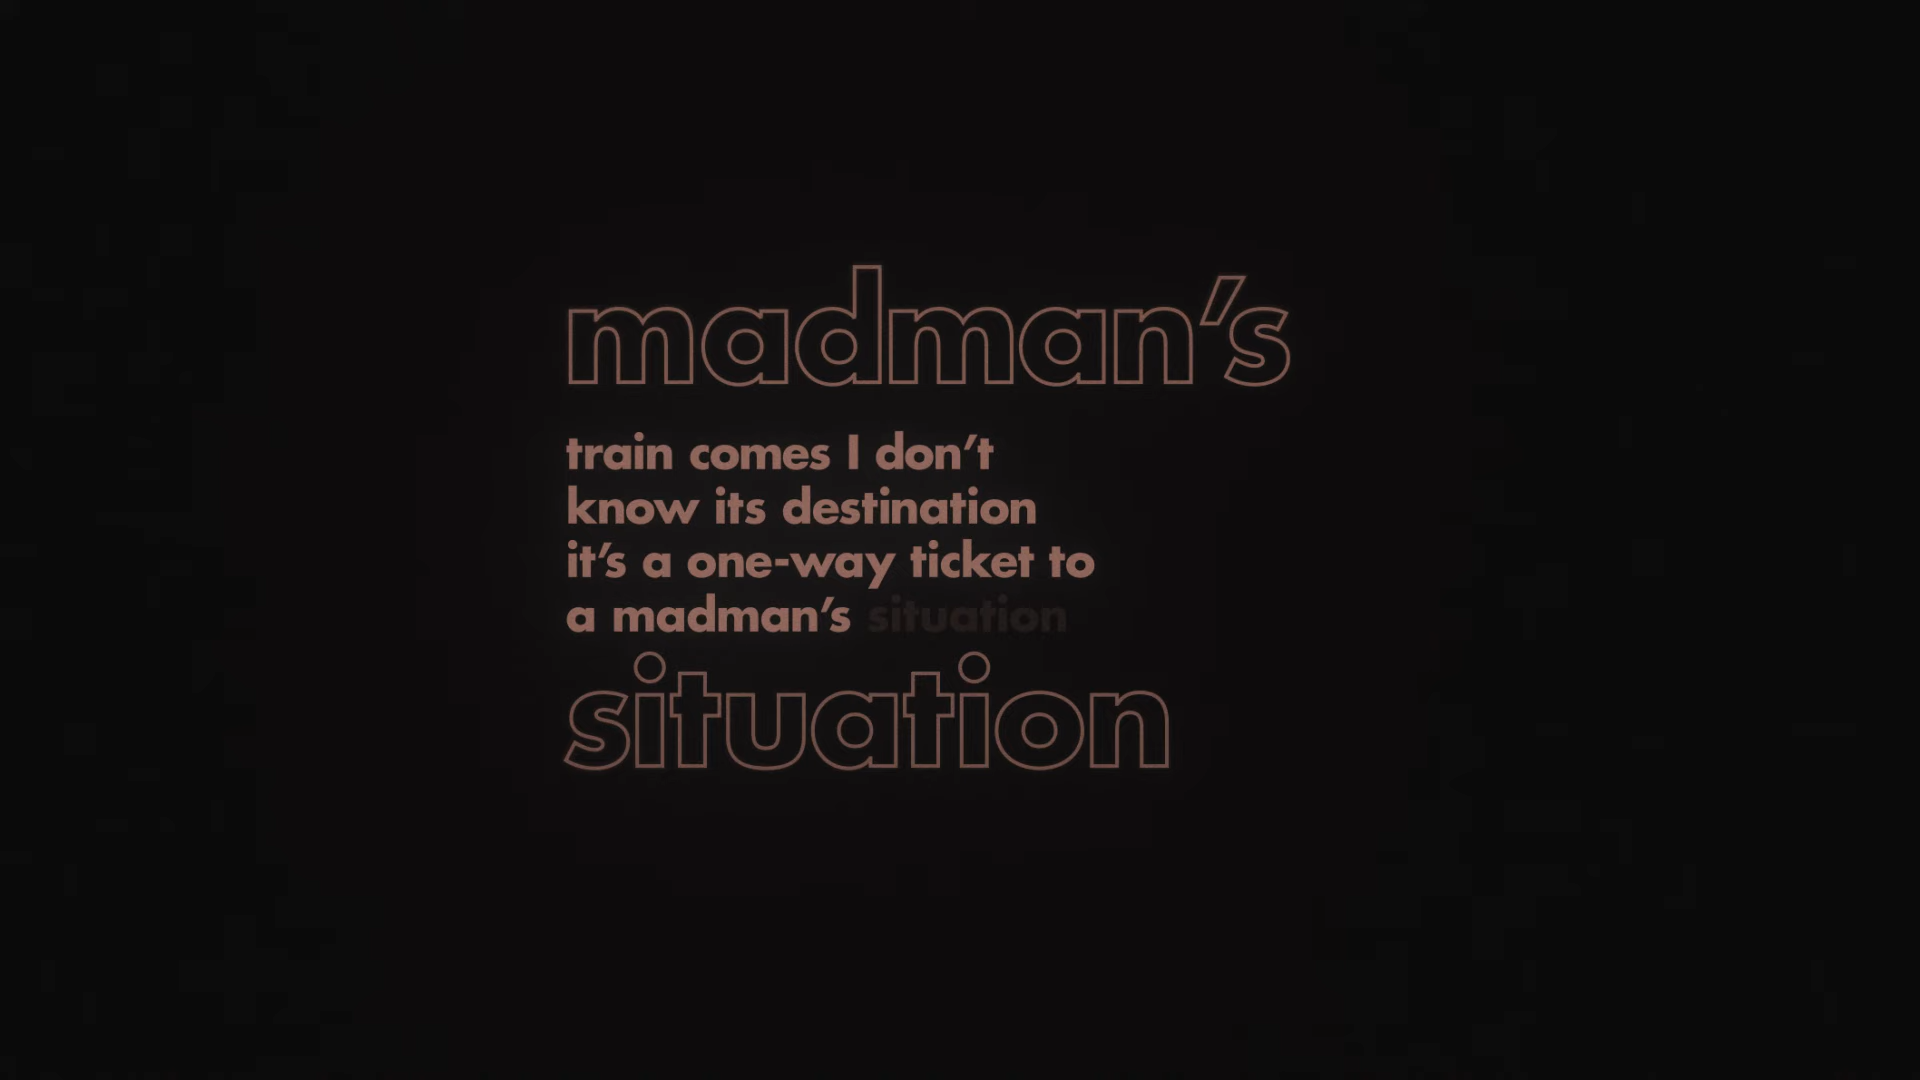 madman’s
train comes I don’t
know its destination
it’s a one-way ticket to
a madman’s situation
situation